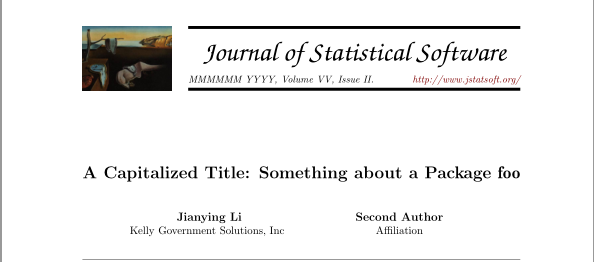 Journal of Statistical Software
MMMMMM YYYY, Volume VV, Issue II. http://www.jstatsoft.org/
A Capitalized Title: Something about a Package foo
Jianying Li Second Author
Kelly Government Solutions, Inc Affiliation